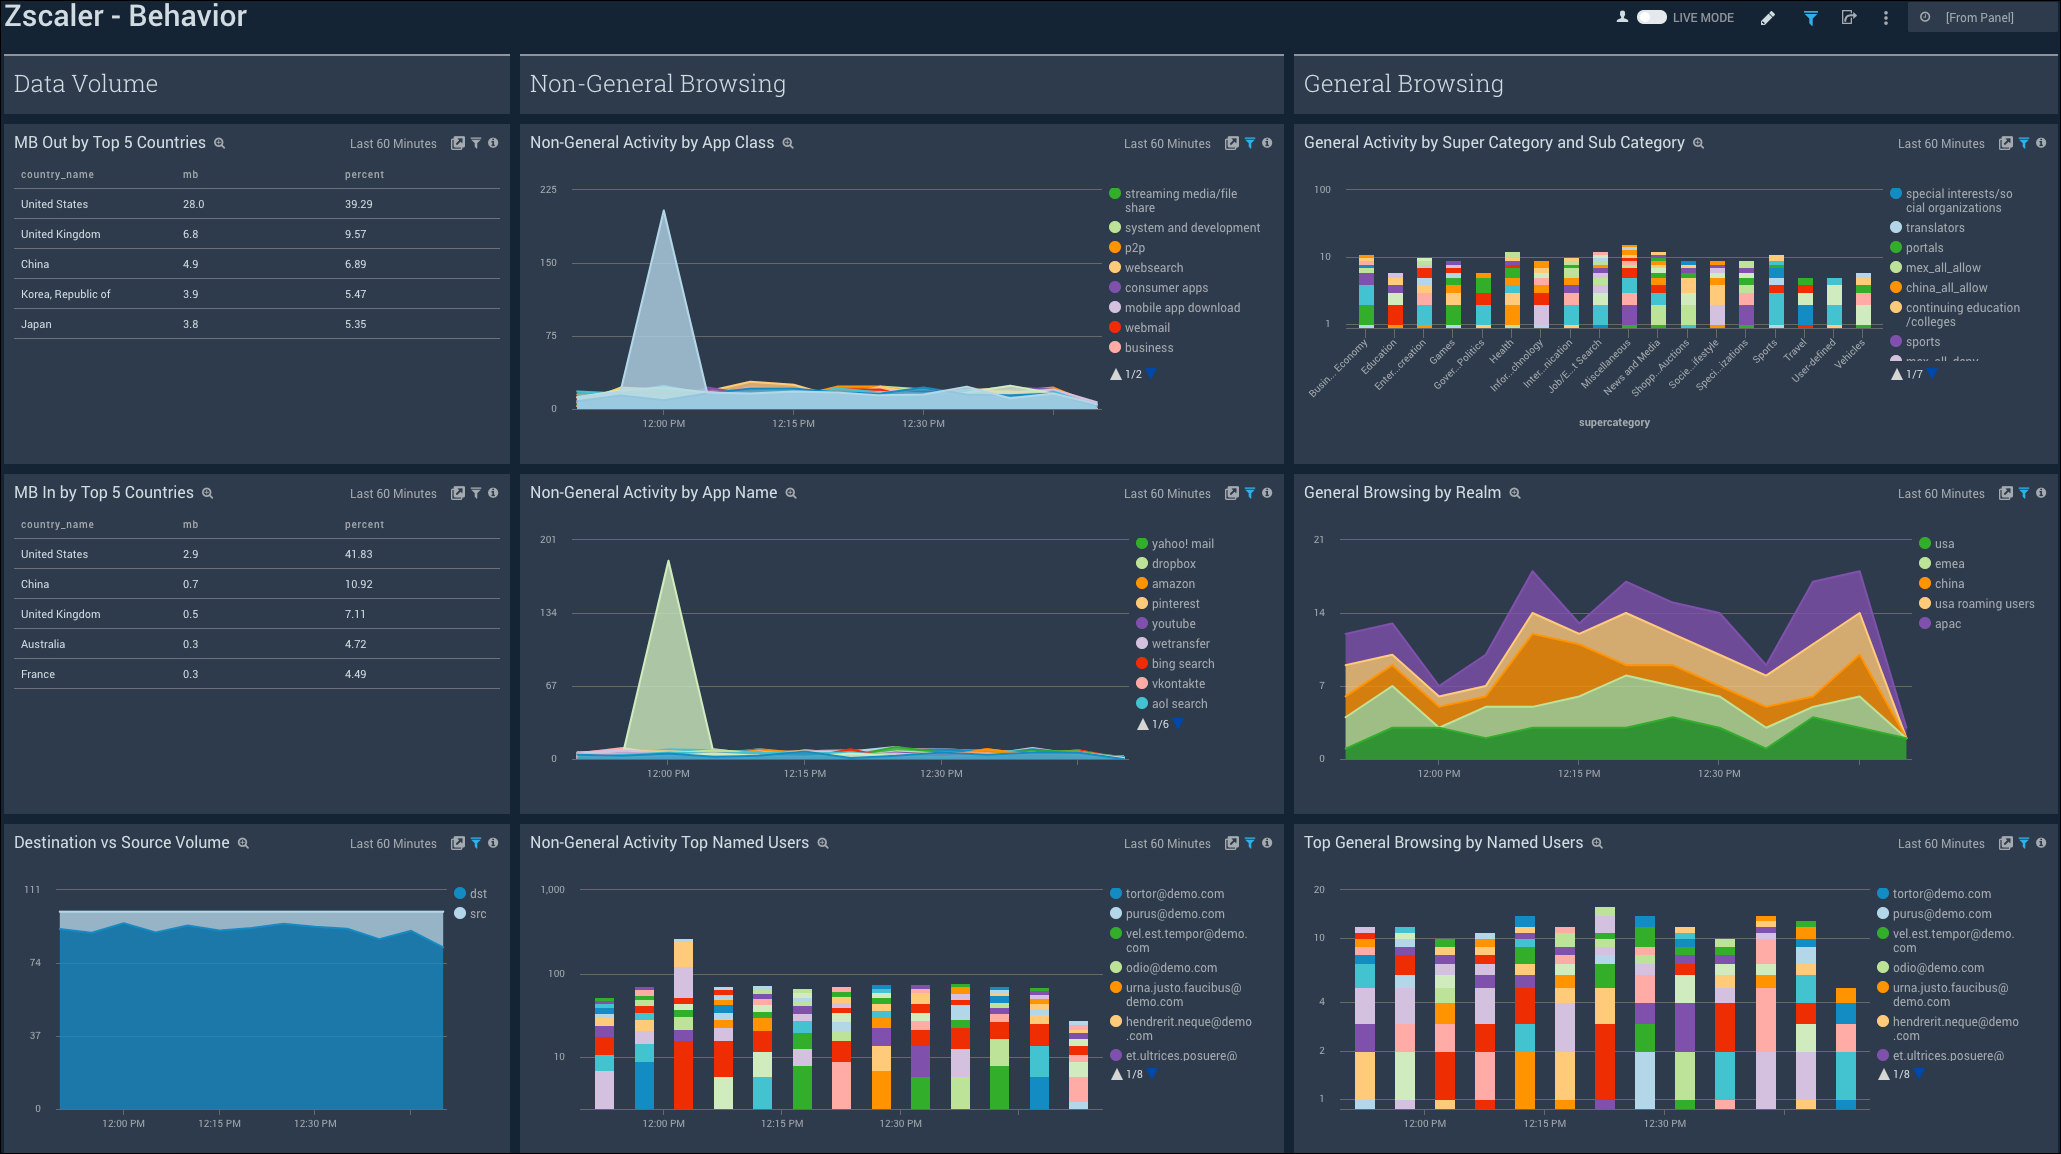 Zscaler - Behavior
LIVE MODE
[From Panel]
Data Volume
Non-General Browsing
General Browsing
MB Out by Top 5 Countries
Last 60 Minutes
country_name mb percent
United States 28.0 39.29
United Kingdom 6.8 9.57
China 4.9 6.89
Korea, Republic of 3.9 5.47
Japan 3.8 5.35
Non-General Activity by App Class
Last 60 Minutes
225
150
75
0
12:00 PM 12:15 PM 12:30 PM
streaming media/file
share
system and development
p2p
websearch
consumer apps
mobile app download
webmail
business
1/2
General Activity by Super Category and Sub Category
Last 60 Minutes
100
10
1
Busin... Economy
Education
Enter...creation
Games
Gover...Politics
Health
Infor...chnology
Inter...nication
Job/E...t Search
Miscellaneous
News and Media
Shopp...Auctions
Socie...ifestyle
Speci...izations
Sports
Travel
User-defined
Vehicles
supercategory
special interests/so
cial organizations
translators
portals
mex_all_allow
china_all_allow
continuing education
/colleges
sports
mex_all_deny
1/7
MB In by Top 5 Countries
Last 60 Minutes
country_name mb percent
United States 2.9 41.83
China 0.7 10.92
United Kingdom 0.5 7.11
Australia 0.3 4.72
France 0.3 4.49
Non-General Activity by App Name
Last 60 Minutes
201
134
67
0
12:00 PM 12:15 PM 12:30 PM
yahoo! mail
dropbox
amazon
pinterest
youtube
wetransfer
bing search
vkontakte
aol search
1/6
General Browsing by Realm
Last 60 Minutes
21
14
7
0
12:00 PM 12:15 PM 12:30 PM
usa
emea
china
usa roaming users
apac
Destination vs Source Volume
Last 60 Minutes
111
74
37
0
12:00 PM 12:15 PM 12:30 PM
dst
src
Non-General Activity Top Named Users
Last 60 Minutes
1,000
100
10
12:00 PM 12:15 PM 12:30 PM
tortor@demo.com
purus@demo.com
vel.est.tempor@demo.
com
odio@demo.com
urna.justo.faucibus@
demo.com
hendrerit.neque@demo
.com
et.ultrices.posuere@
1/8
Top General Browsing by Named Users
Last 60 Minutes
20
10
4
2
1
12:00 PM 12:15 PM 12:30 PM
tortor@demo.com
purus@demo.com
vel.est.tempor@demo.
com
odio@demo.com
urna.justo.faucibus@
demo.com
hendrerit.neque@demo
.com
et.ultrices.posuere@
1/8